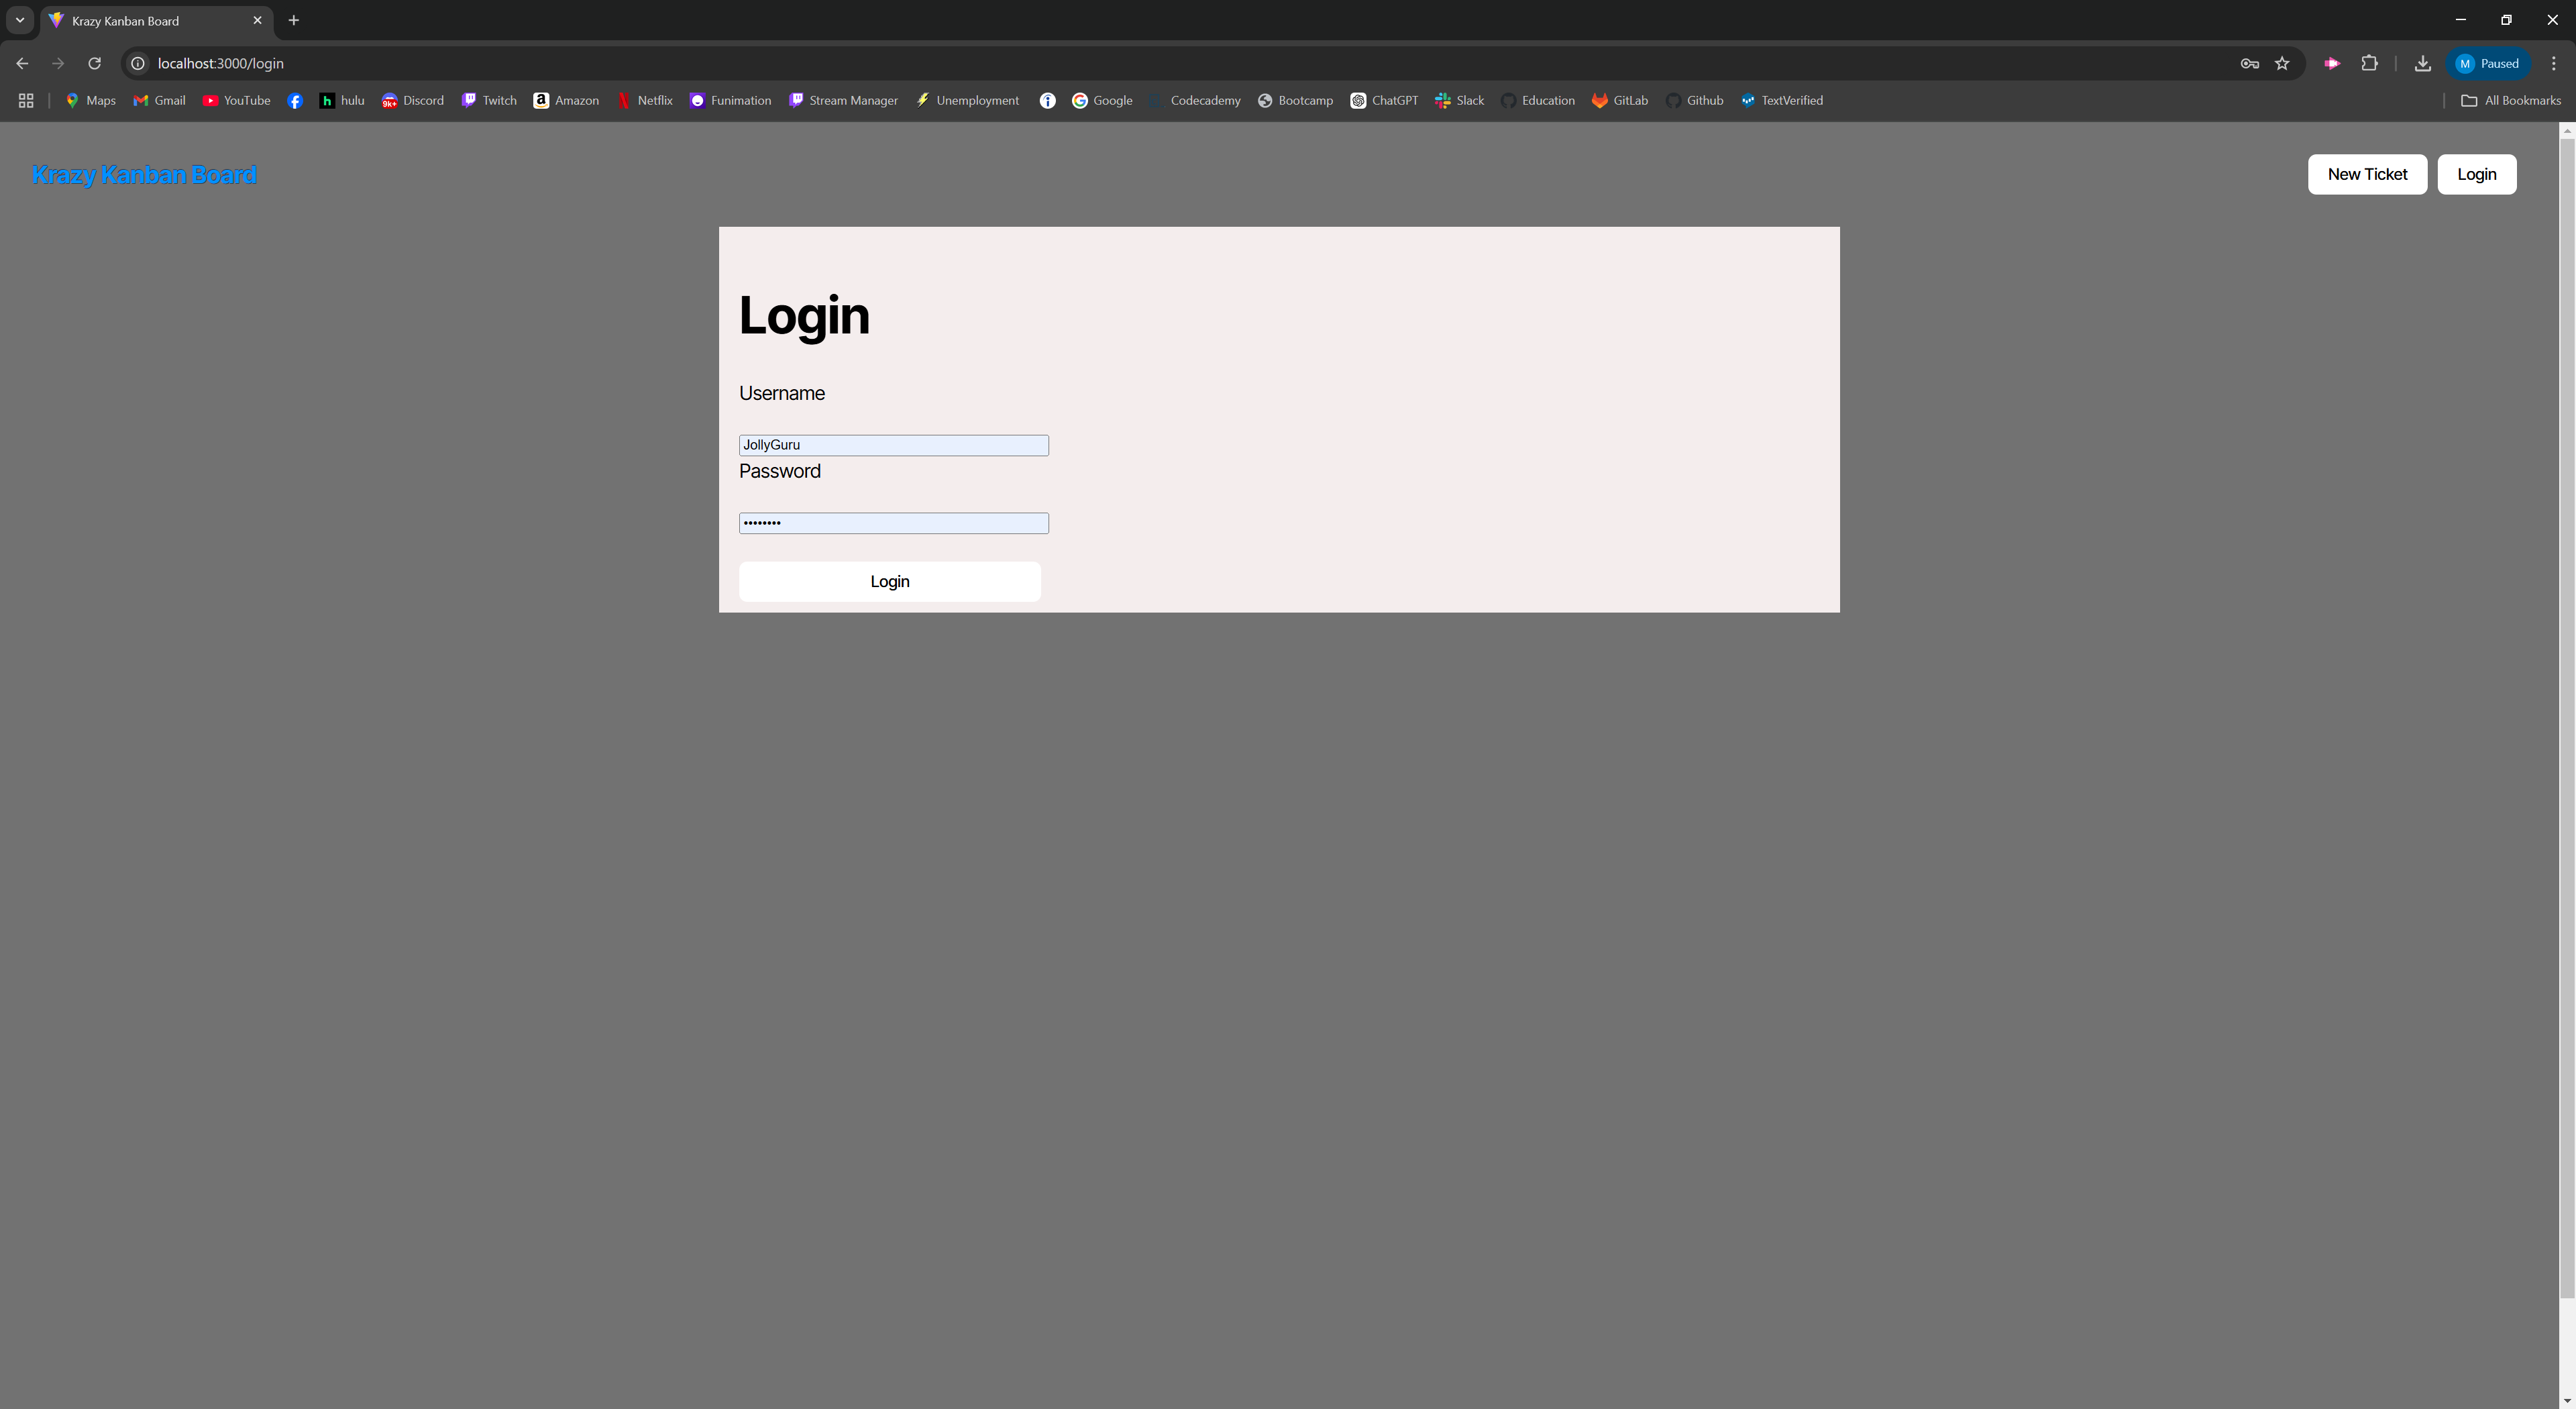 Krazy Kanban Board
localhost:3000/login
M Paused
Maps Gmail YouTube hulu 9k+ Discord Twitch Amazon Netflix Funimation Stream Manager Unemployment Google Codecademy Bootcamp ChatGPT Slack Education GitLab Github TextVerified All Bookmarks
Krazy Kanban Board
New Ticket Login
Login
Username
JollyGuru
Password
••••••••
Login